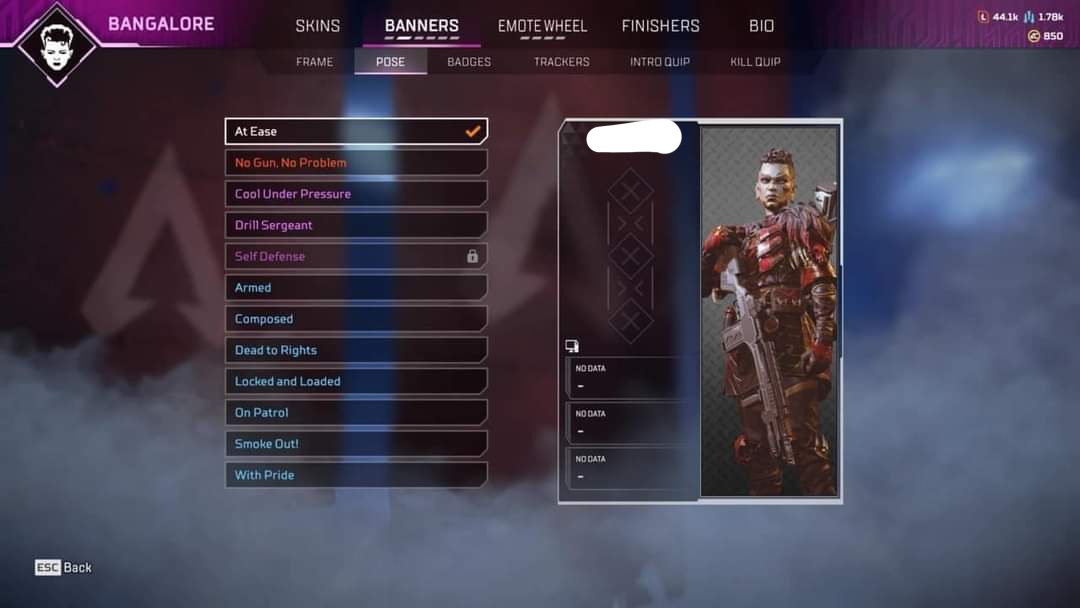 BANGALORE
SKINS BANNERS EMOTE WHEEL FINISHERS BIO
44.1k 1.78k
850
FRAME POSE BADGES TRACKERS INTRO QUIP KILL QUIP
At Ease
No Gun, No Problem
Cool Under Pressure
Drill Sergeant
Self Defense
Armed
Composed
Dead to Rights
Locked and Loaded
On Patrol
Smoke Out!
With Pride
NO DATA
–
NO DATA
–
NO DATA
–
ESC Back